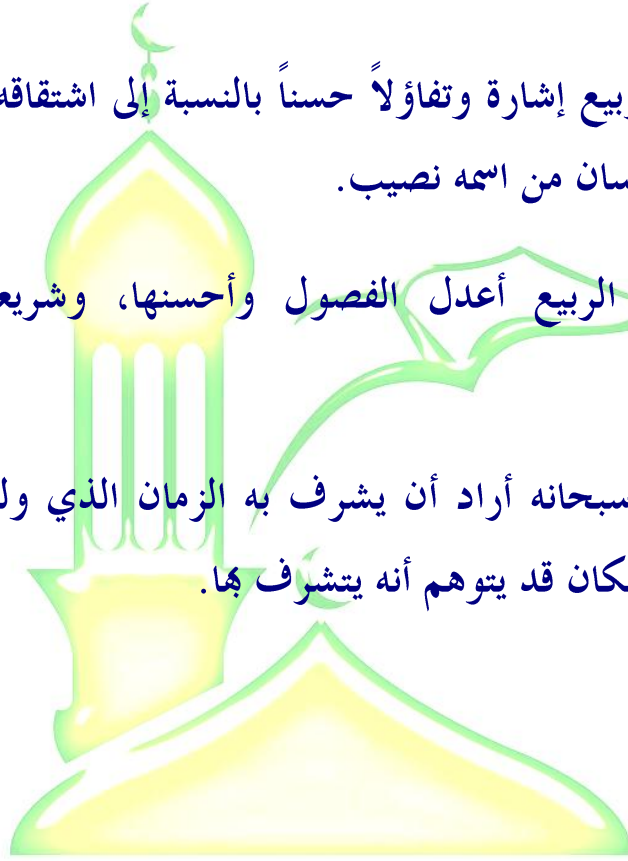 ربيع إشارة وتفاؤلاً حسناً بالنسبة إلى اشتقاقه
سان من اسمه نصيب.
الربيع أعدل الفصول وأحسنها، وشريع
سبحانه أراد أن يشرف به الزمان الذي ول
كان قد يتوهم أنه يتشرف بها.